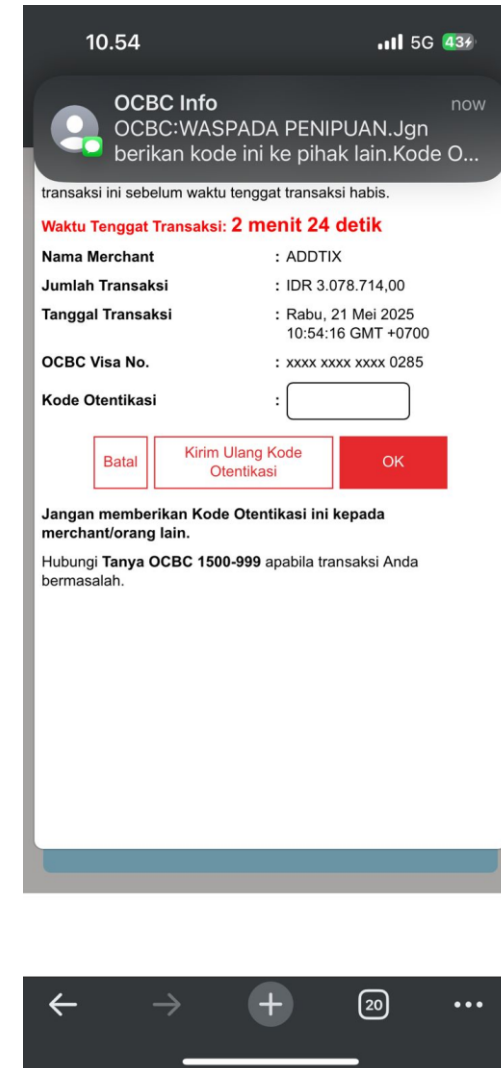 10.54
5G 43
OCBC Info now
OCBC:WASPADA PENIPUAN.Jgn
berikan kode ini ke pihak lain.Kode O...
transaksi ini sebelum waktu tenggat transaksi habis.
Waktu Tenggat Transaksi: 2 menit 24 detik
Nama Merchant : ADDTIX
Jumlah Transaksi : IDR 3.078.714,00
Tanggal Transaksi : Rabu, 21 Mei 2025
10:54:16 GMT +0700
OCBC Visa No. : xxxx xxxx xxxx 0285
Kode Otentikasi :
Batal
Kirim Ulang Kode
Otentikasi
OK
Jangan memberikan Kode Otentikasi ini kepada
merchant/orang lain.
Hubungi Tanya OCBC 1500-999 apabila transaksi Anda
bermasalah.
20